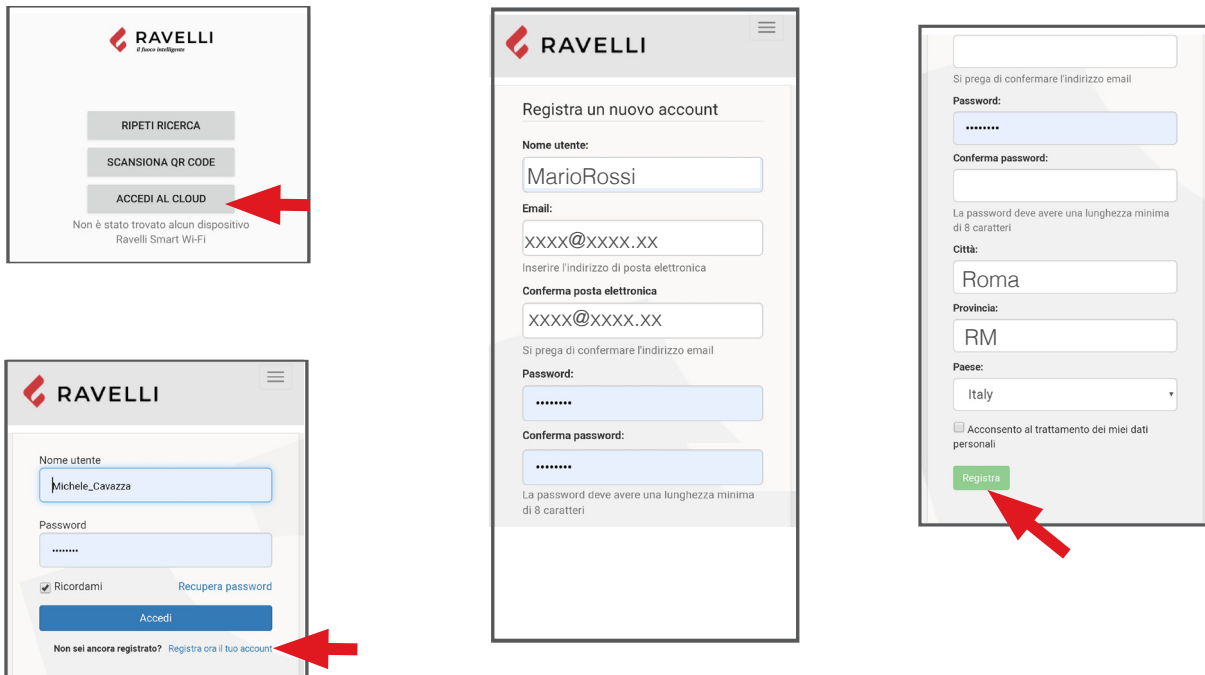 RAVELLI
il fuoco intelligente
RIPETI RICERCA
SCANSIONA QR CODE
ACCEDI AL CLOUD
Non è stato trovato alcun dispositivo
Ravelli Smart Wi-Fi
RAVELLI
Nome utente
Michele_Cavazza
Password
••••••••
Ricordami
Recupera password
Accedi
Non sei ancora registrato? Registra ora il tuo account
RAVELLI
Registra un nuovo account
Nome utente:
MarioRossi
Email:
xxxx@xxxx.xx
Inserire l'indirizzo di posta elettronica
Conferma posta elettronica
xxxx@xxxx.xx
Si prega di confermare l'indirizzo email
Password:
••••••••
Conferma password:
••••••••
La password deve avere una lunghezza minima
di 8 caratteri
Si prega di confermare l'indirizzo email
Password:
••••••••
Conferma password:
La password deve avere una lunghezza minima
di 8 caratteri
Città:
Roma
Provincia:
RM
Paese:
Italy
Acconsento al trattamento dei miei dati
personali
Registra